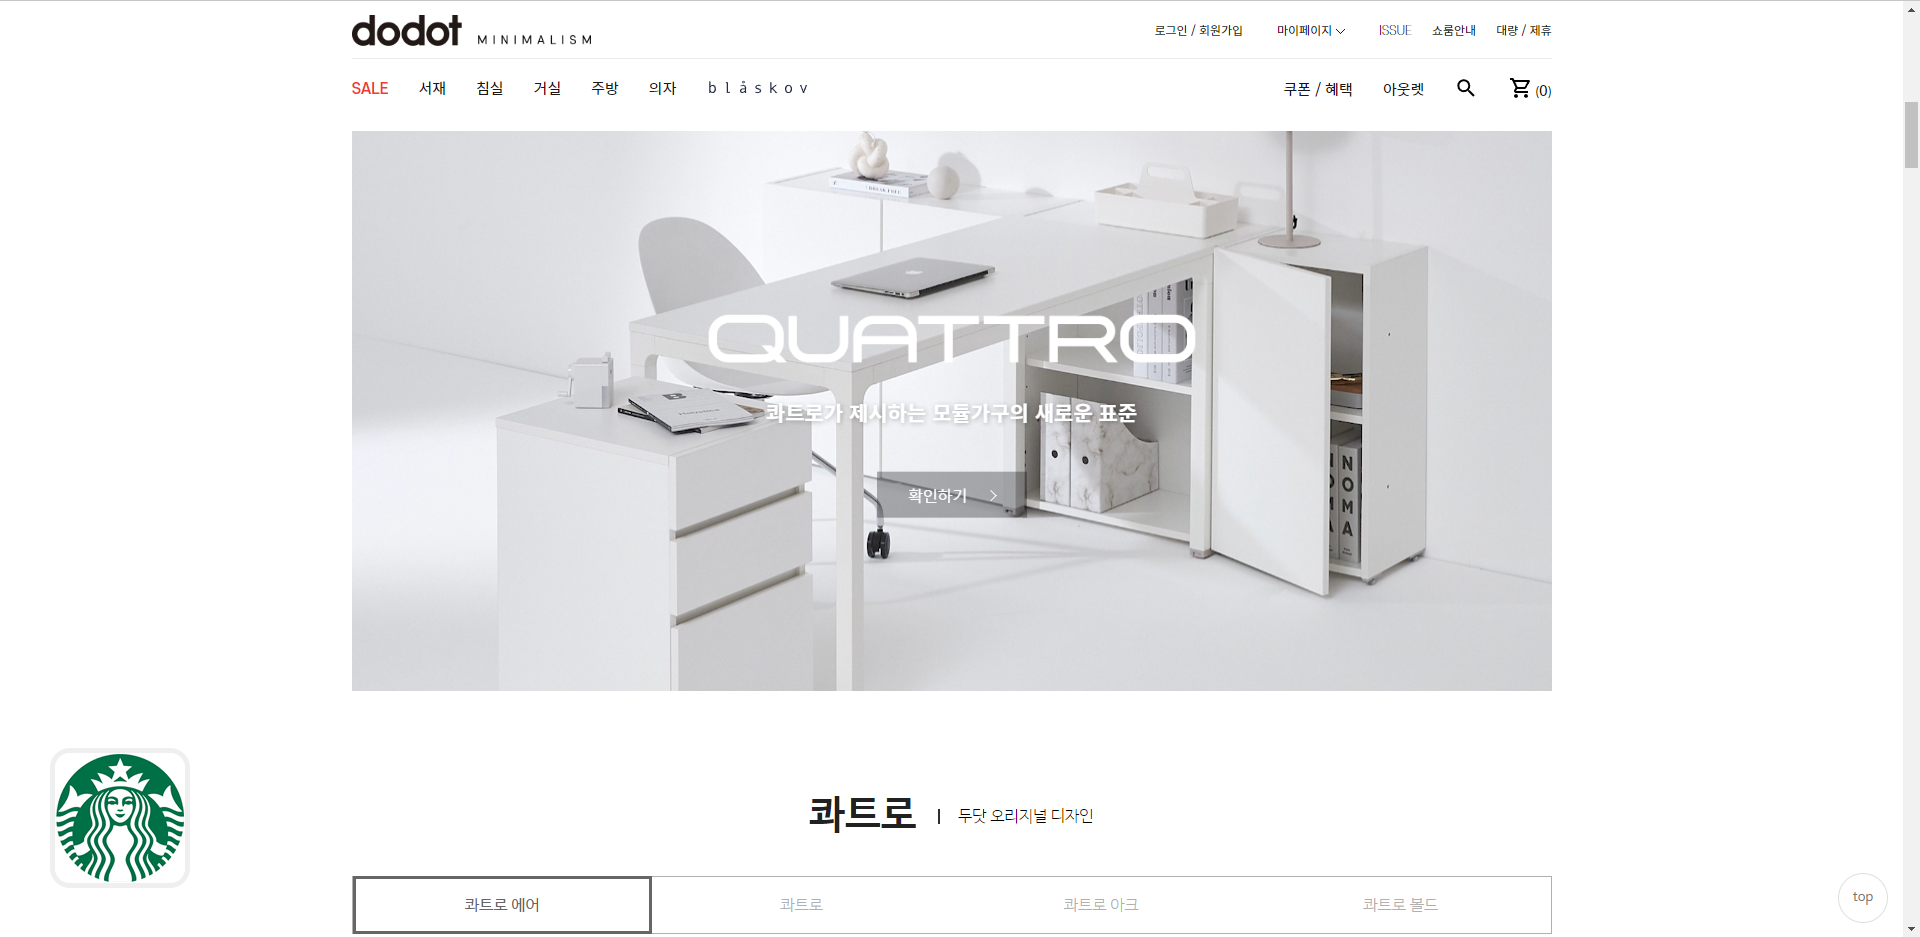 dodot MINIMALISM
로그인 / 회원가입 마이페이지 ISSUE 쇼룸안내 대량 / 제휴
SALE 서재 침실 거실 주방 의자 blåskov
쿠폰 / 혜택 아웃렛 (0)
QUATTRO
콰트로가 제시하는 모듈가구의 새로운 표준
확인하기
NOMA
콰트로 | 두닷 오리지널 디자인
콰트로 에어 콰트로 콰트로 아크 콰트로 볼드
top